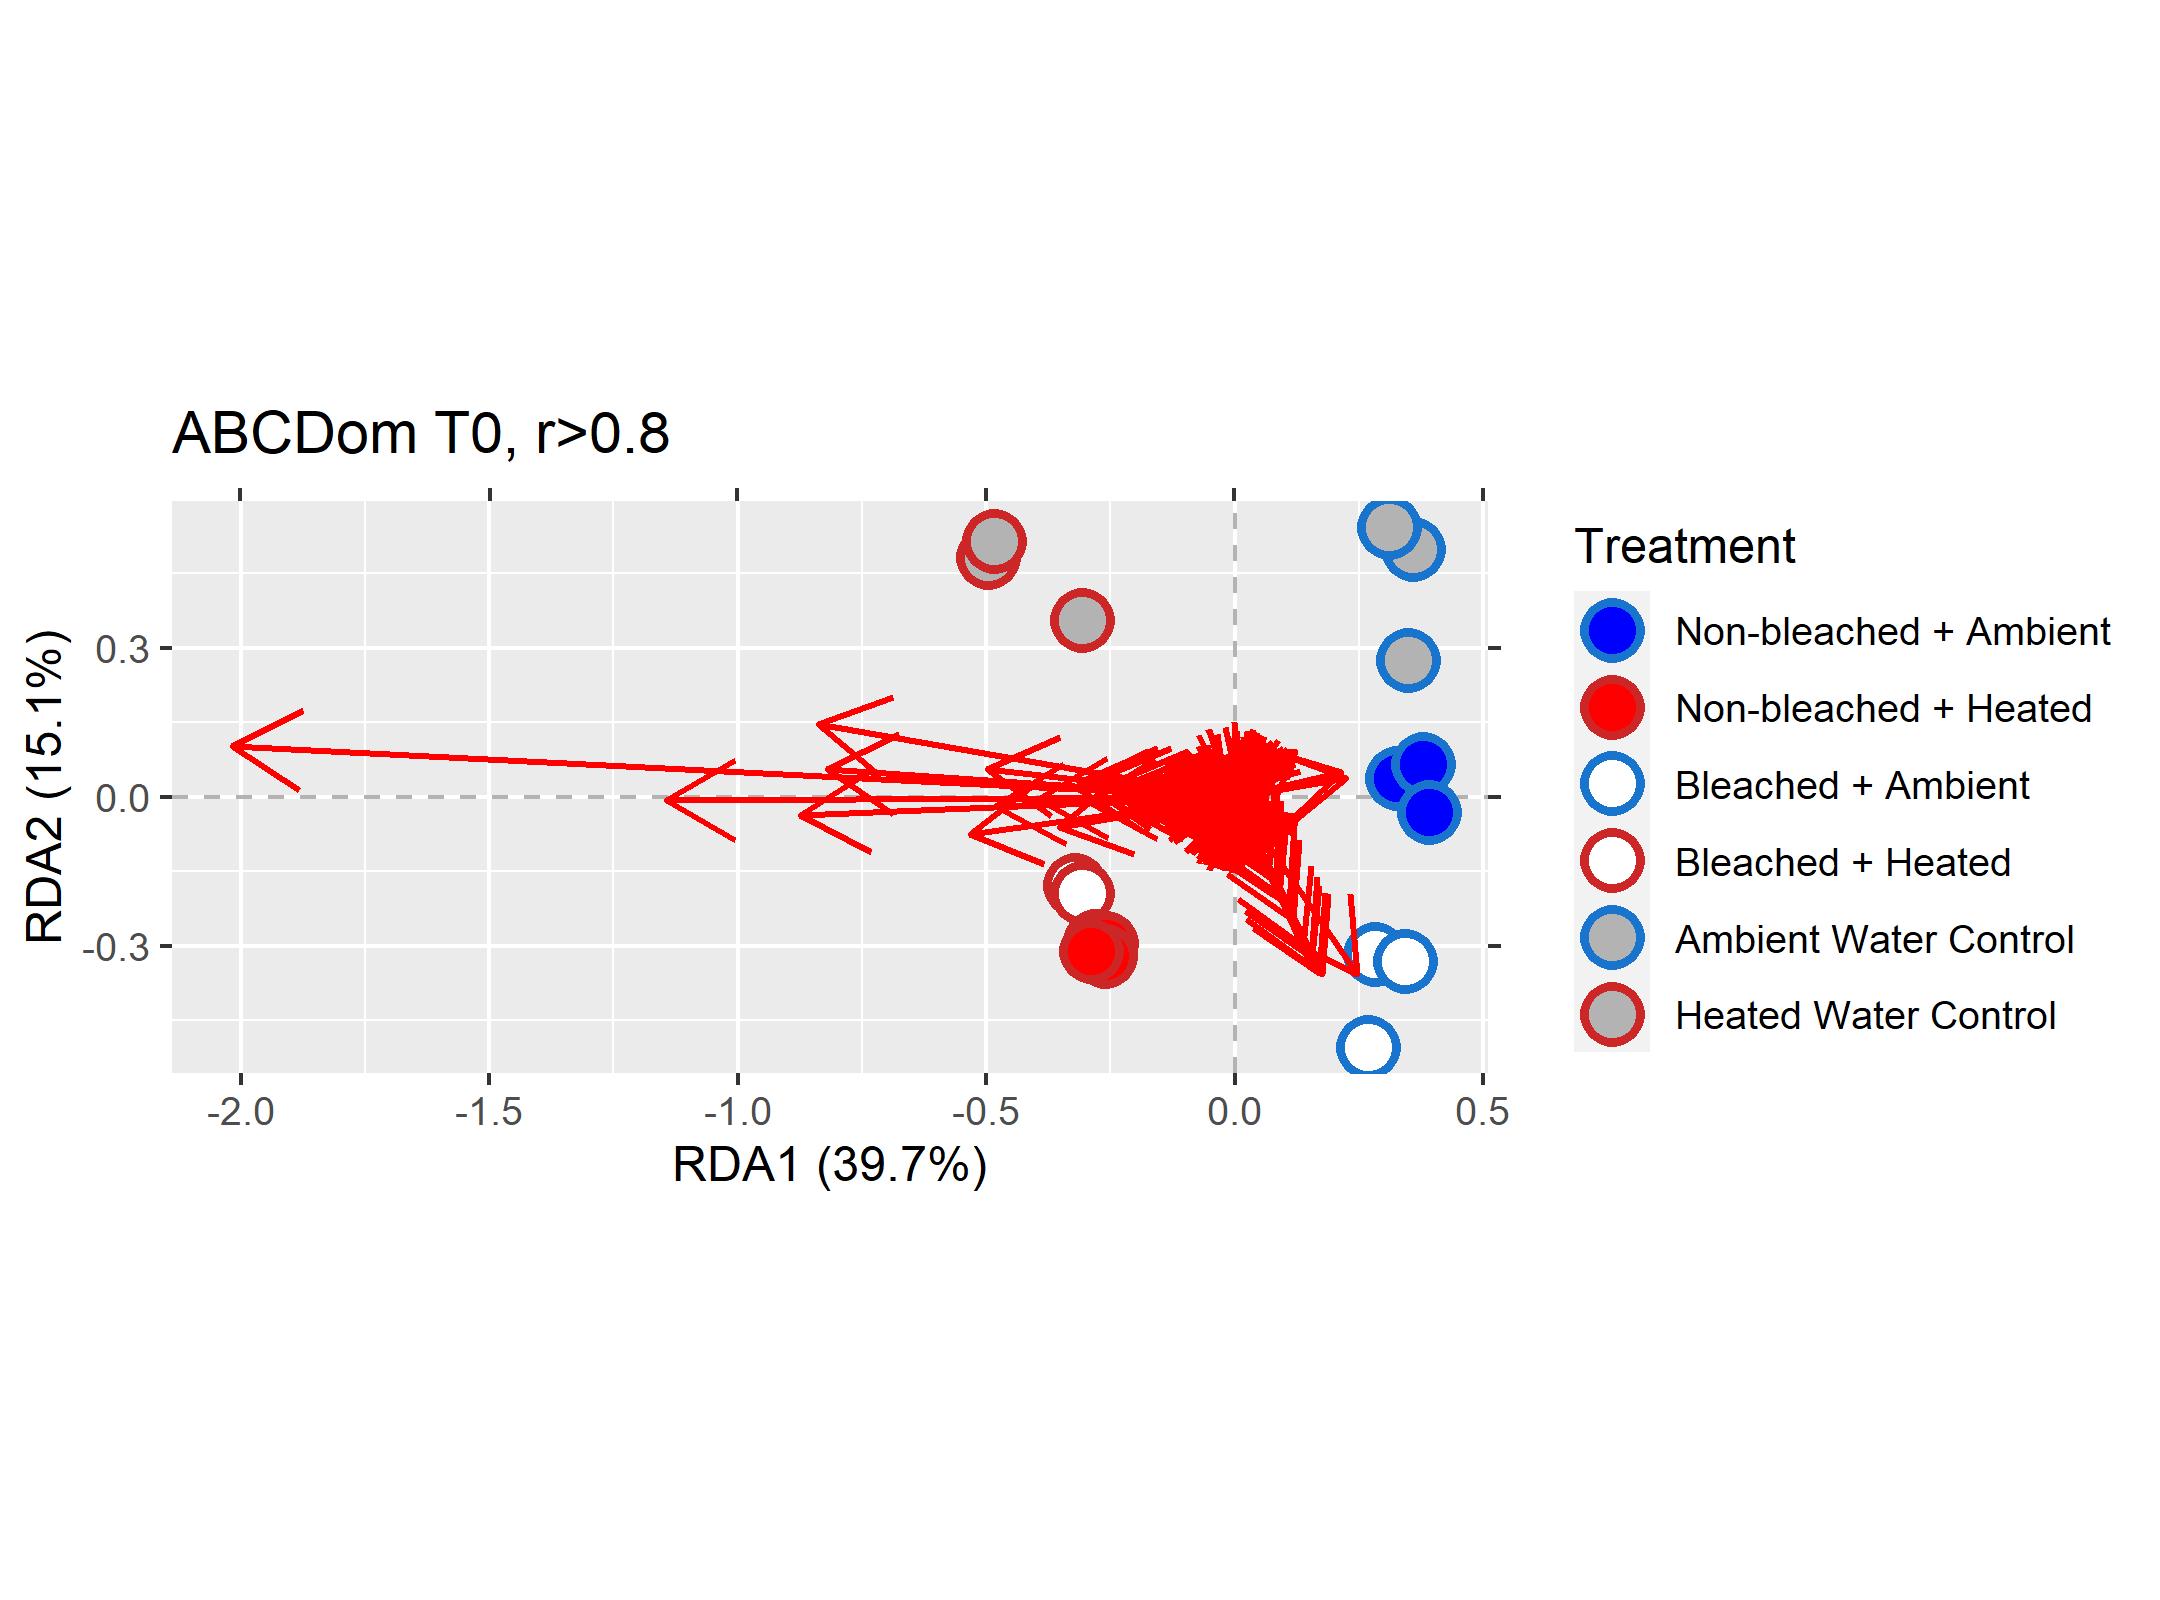 ABCDom T0, r>0.8
RDA2 (15.1%)
0.3
0.0
-0.3
-2.0
-1.5
-1.0
-0.5
0.0
0.5
RDA1 (39.7%)
Treatment
Non-bleached + Ambient
Non-bleached + Heated
Bleached + Ambient
Bleached + Heated
Ambient Water Control
Heated Water Control